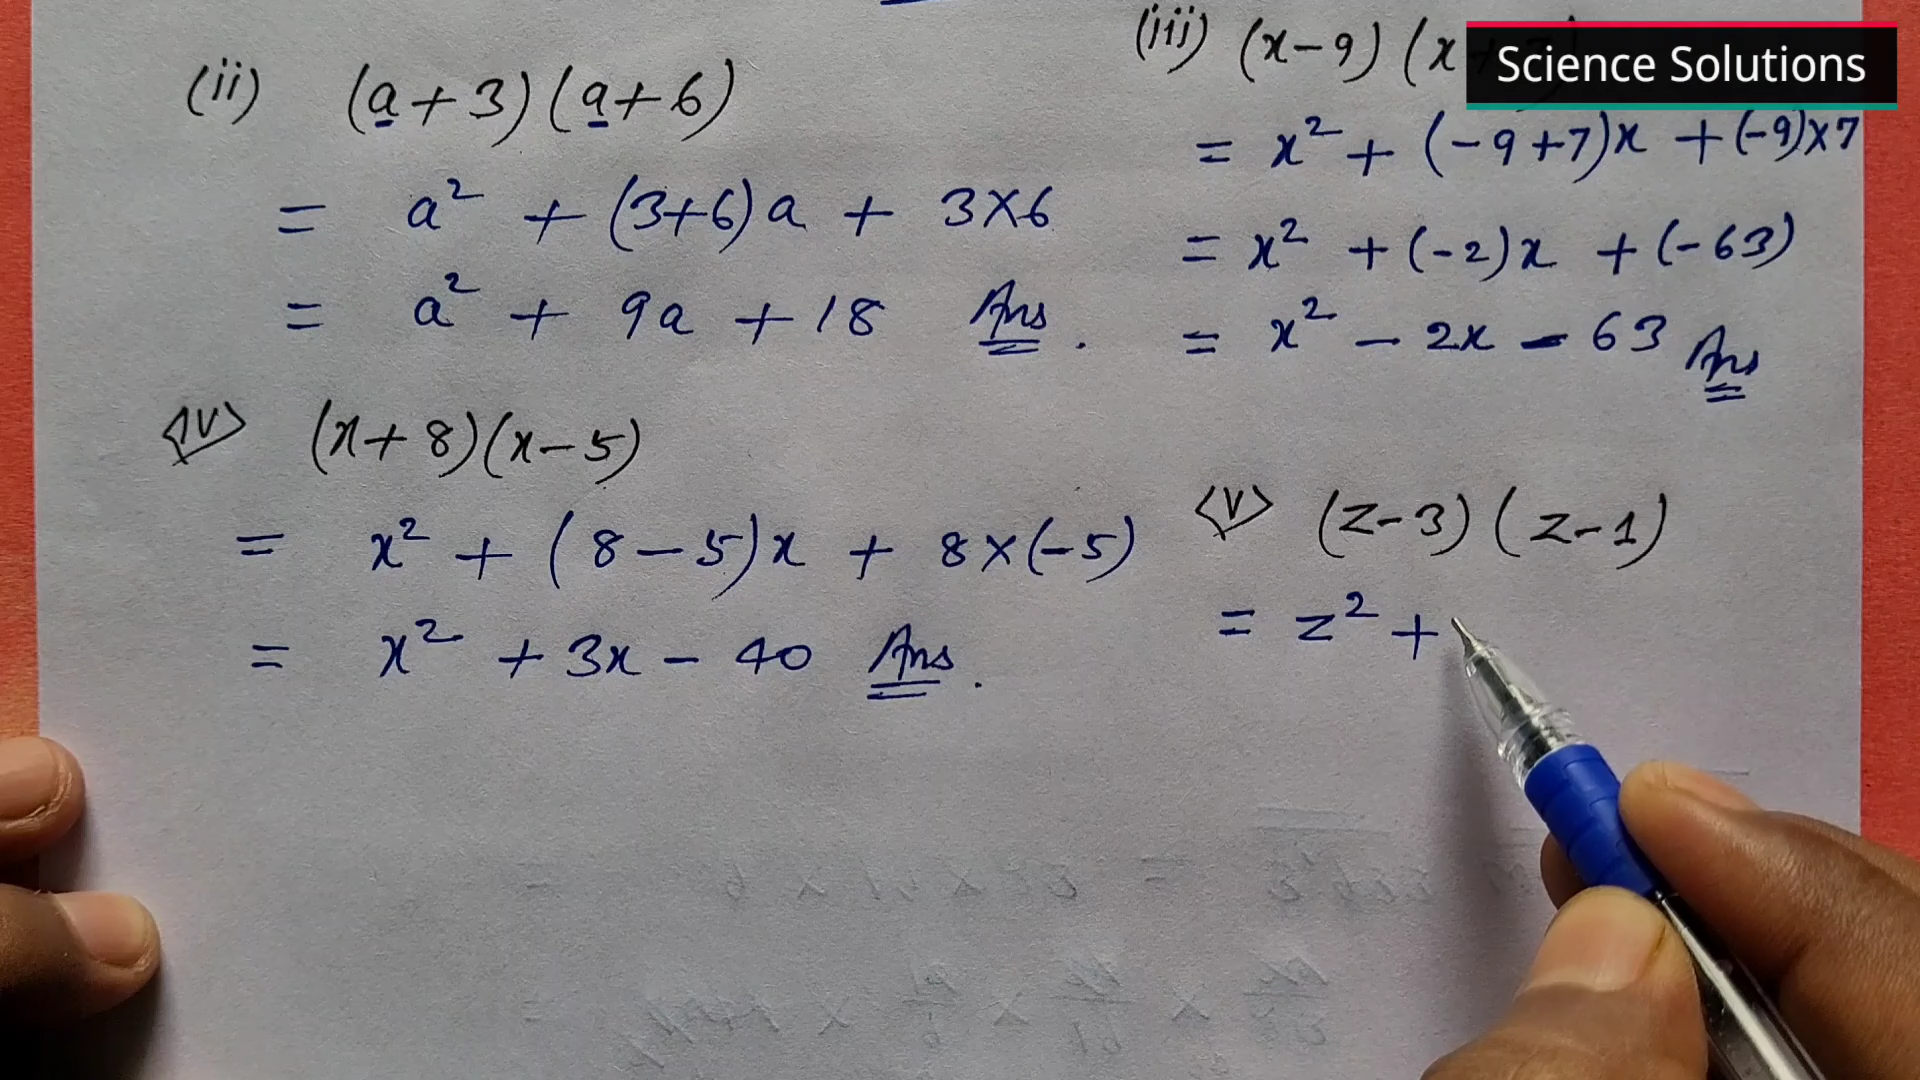 (ii) (a+3)(a+6)
= a² + (3+6)a + 3×6
= a² + 9a + 18 Ans.
(iii) (x-9)(x
= x² + (-9+7)x + (-9)×7
= x² + (-2)x + (-63)
= x² - 2x - 63 Ans
Science Solutions
<iv> (x+8)(x-5)
= x² + (8-5)x + 8×(-5)
= x² + 3x - 40 Ans.
<v> (z-3)(z-1)
= z² +